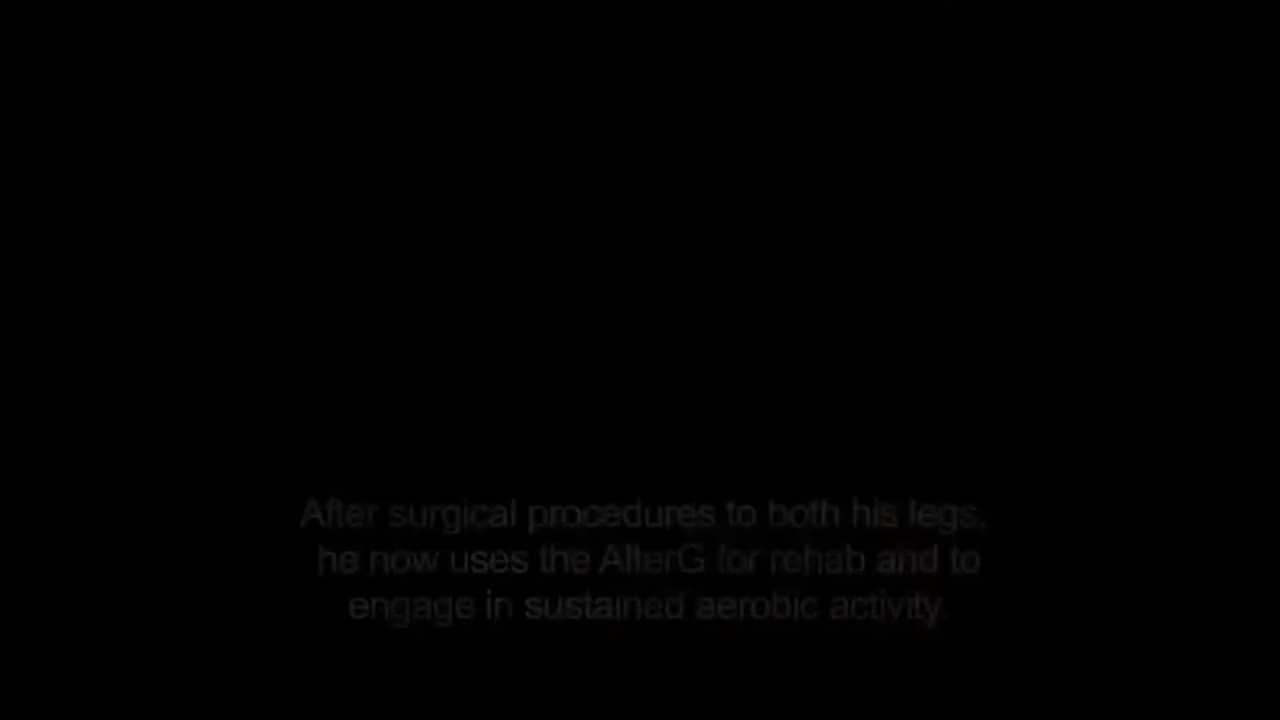 After surgical procedures to both his legs,
he now uses the AlterG for rehab and to
engage in sustained aerobic activity.